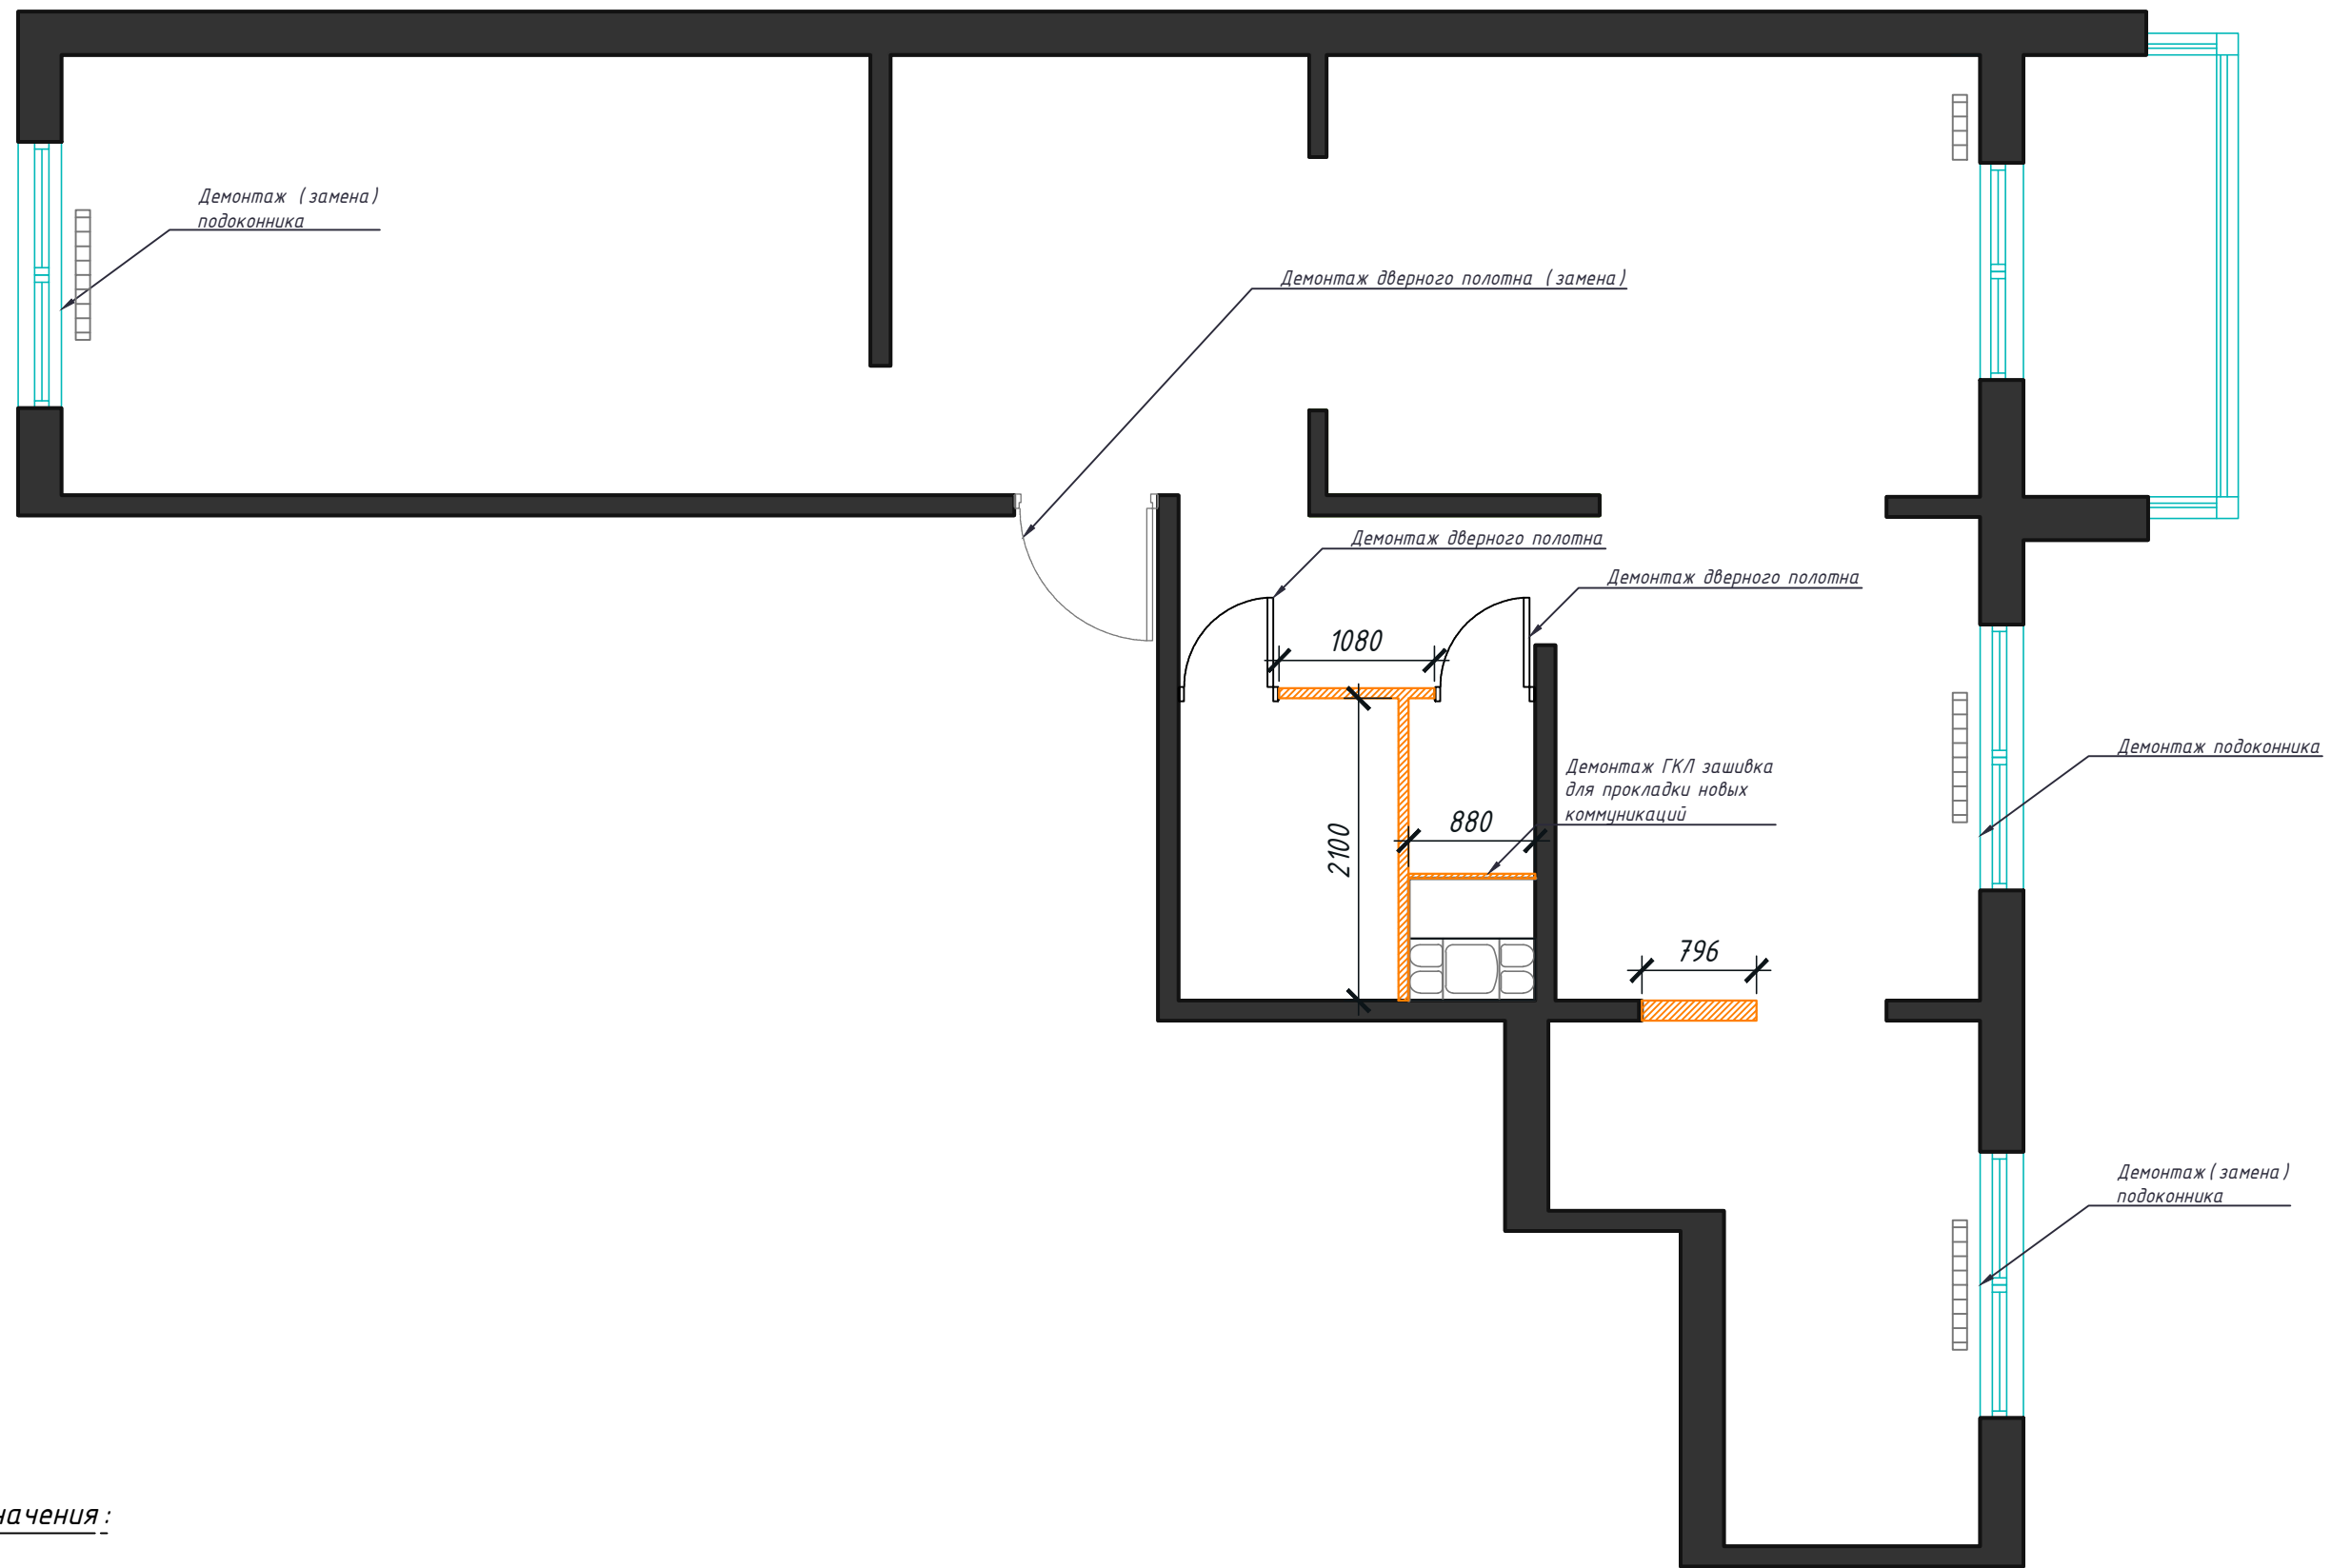 Демонтаж (замена)
подоконника
Демонтаж дверного полотна (замена)
Демонтаж дверного полотна
Демонтаж дверного полотна
1080
2100
Демонтаж ГКЛ зашивка
для прокладки новых
коммуникаций
880
Демонтаж подоконника
796
Демонтаж(замена)
подоконника
начения: